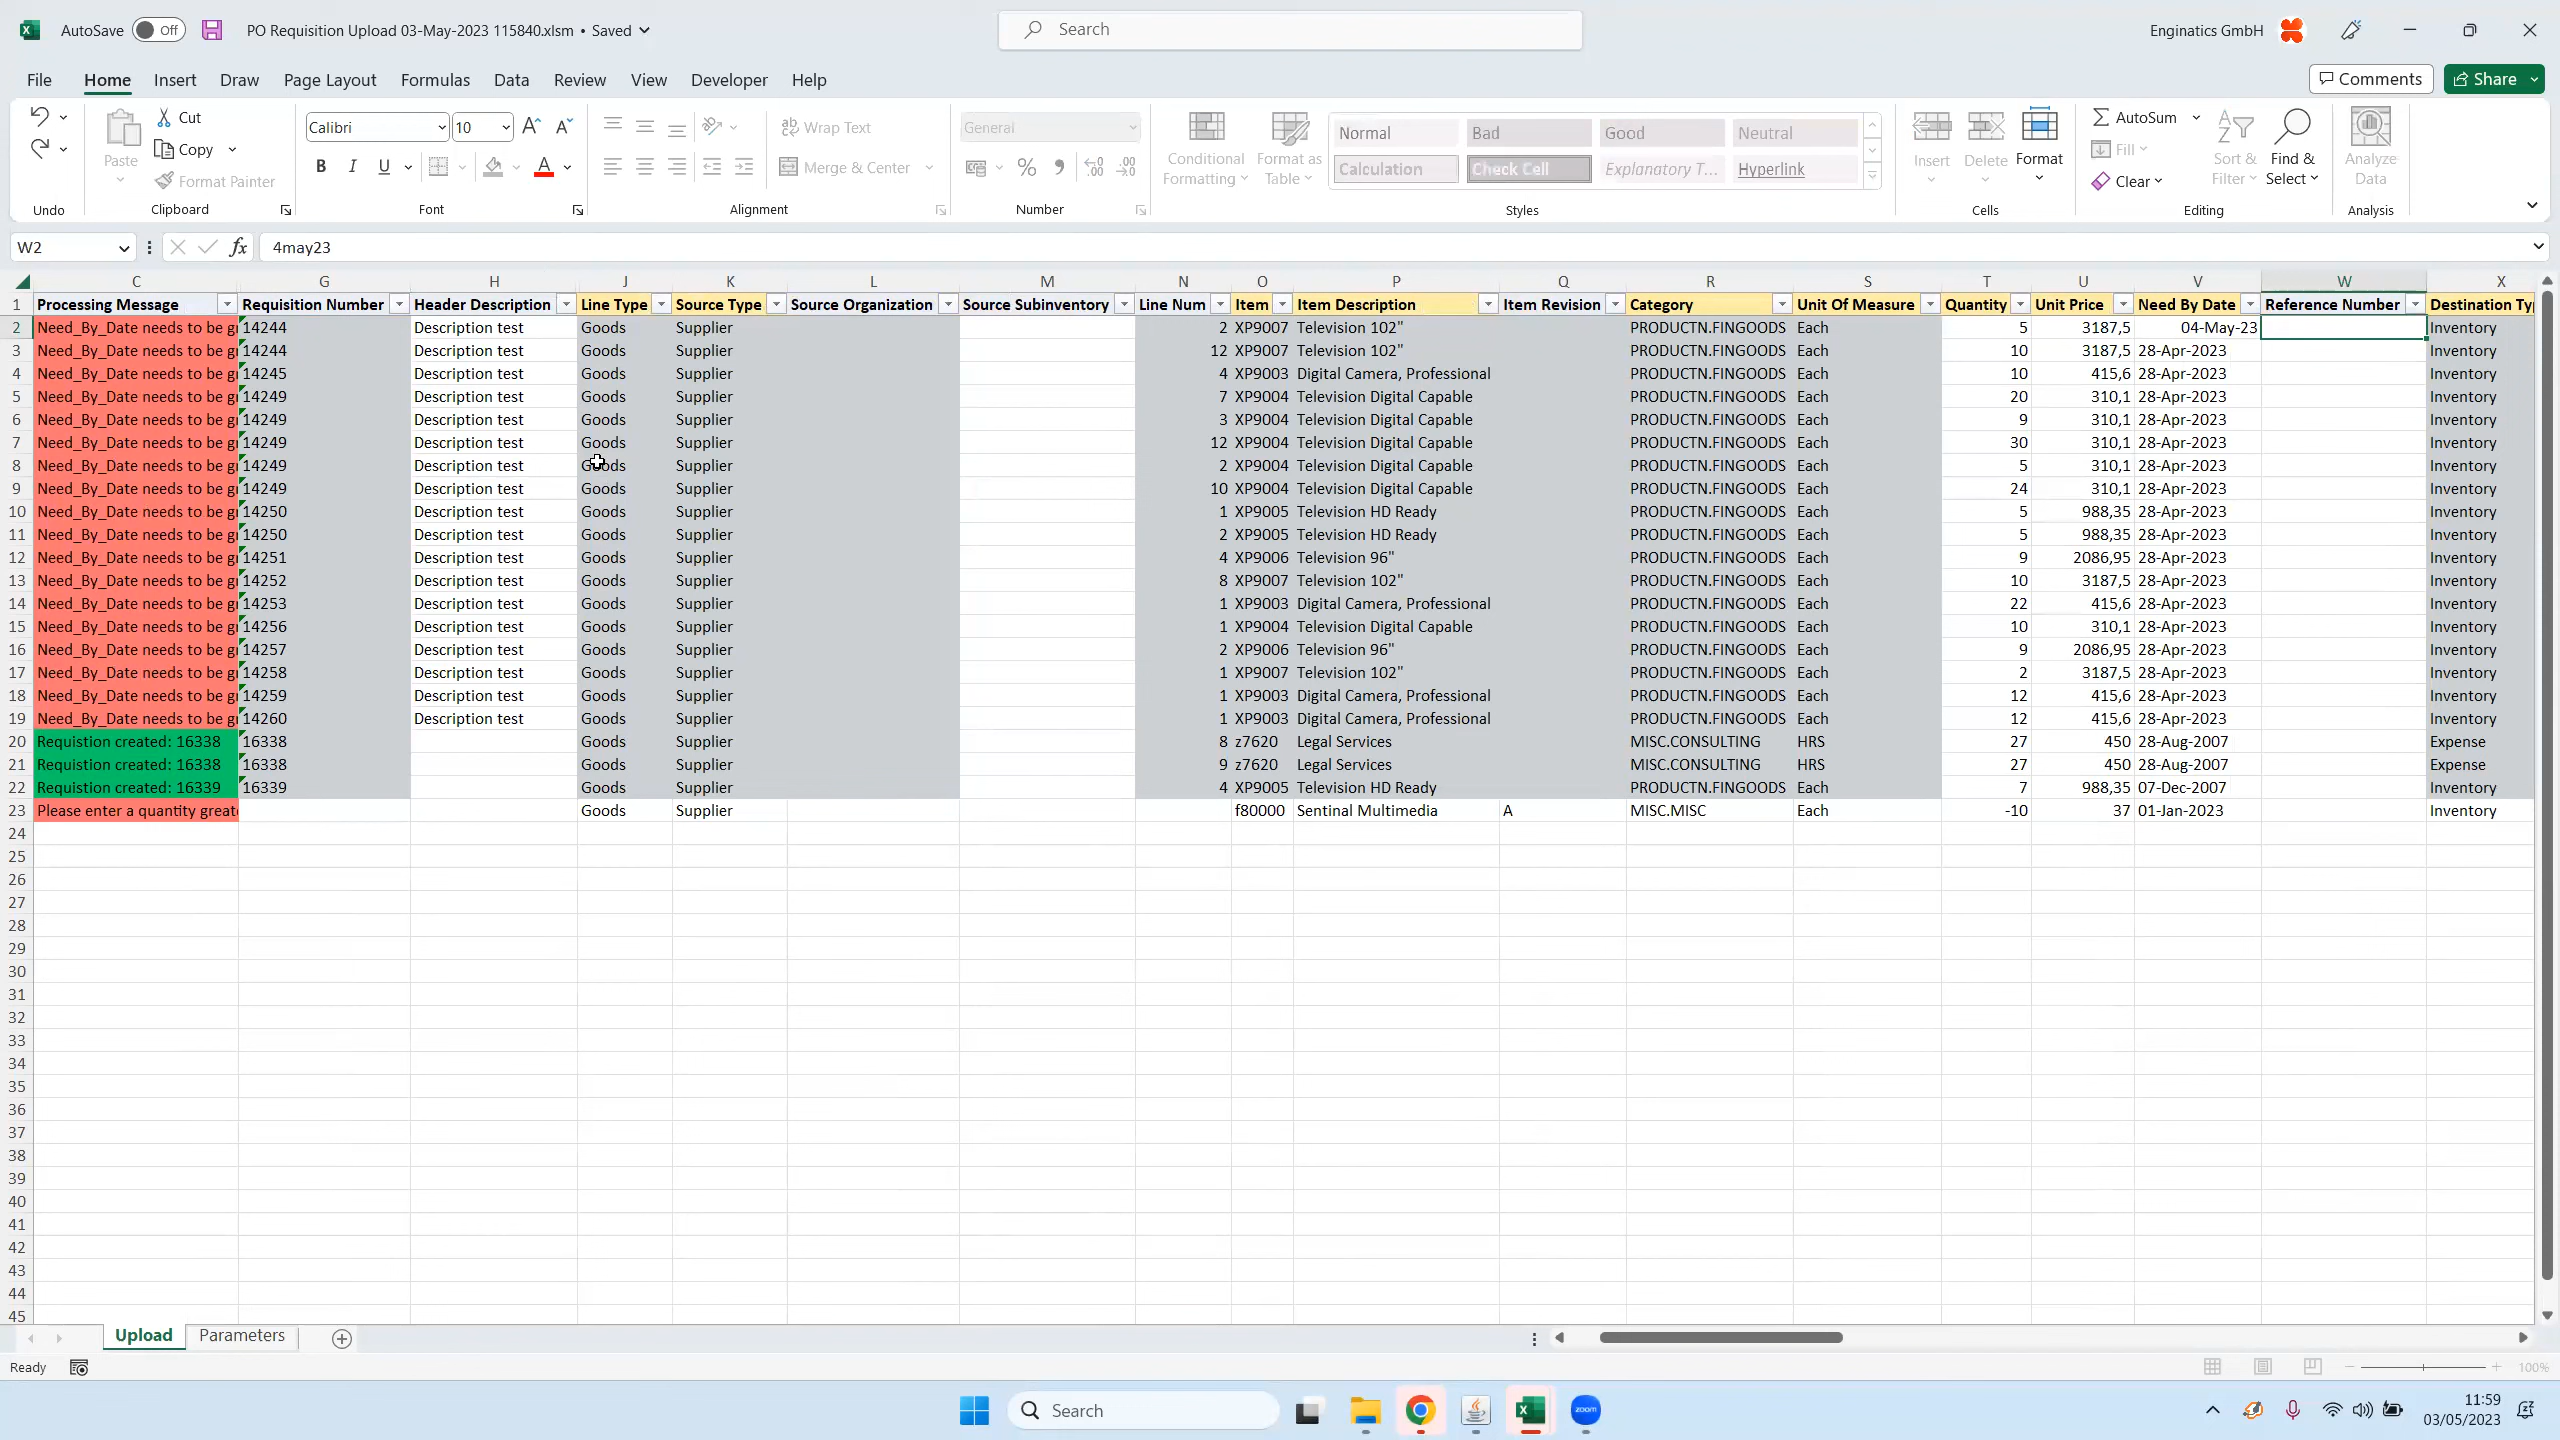 AutoSave Off PO Requisition Upload 03-May-2023 115840.xlsm • Saved Search Enginatics GmbH
File Home Insert Draw Page Layout Formulas Data Review View Developer Help Comments Share
Calibri 10 Wrap Text General Normal Bad Good Neutral AutoSum
Cut
Paste Copy Conditional Format as Insert Delete Format Fill Sort & Find & Analyze
Format Painter B I U Merge & Center % Formatting Table Calculation Check Cell Explanatory T... Hyperlink Clear Filter Select Data
Undo Clipboard Font Alignment Number Styles Cells Editing Analysis
W2 fx 4may23
C G H J K L M N O P Q R S T U V W X
1 Processing Message Requisition Number Header Description Line Type Source Type Source Organization Source Subinventory Line Num Item Item Description Item Revision Category Unit Of Measure Quantity Unit Price Need By Date Reference Number Destination Ty
2 Need_By_Date needs to be g 14244 Description test Goods Supplier 2 XP9007 Television 102" PRODUCTN.FINGOODS Each 5 3187,5 04-May-23 Inventory
3 Need_By_Date needs to be g 14244 Description test Goods Supplier 12 XP9007 Television 102" PRODUCTN.FINGOODS Each 10 3187,5 28-Apr-2023 Inventory
4 Need_By_Date needs to be g 14245 Description test Goods Supplier 4 XP9003 Digital Camera, Professional PRODUCTN.FINGOODS Each 10 415,6 28-Apr-2023 Inventory
5 Need_By_Date needs to be g 14249 Description test Goods Supplier 7 XP9004 Television Digital Capable PRODUCTN.FINGOODS Each 20 310,1 28-Apr-2023 Inventory
6 Need_By_Date needs to be g 14249 Description test Goods Supplier 3 XP9004 Television Digital Capable PRODUCTN.FINGOODS Each 9 310,1 28-Apr-2023 Inventory
7 Need_By_Date needs to be g 14249 Description test Goods Supplier 12 XP9004 Television Digital Capable PRODUCTN.FINGOODS Each 30 310,1 28-Apr-2023 Inventory
8 Need_By_Date needs to be g 14249 Description test Goods Supplier 2 XP9004 Television Digital Capable PRODUCTN.FINGOODS Each 5 310,1 28-Apr-2023 Inventory
9 Need_By_Date needs to be g 14249 Description test Goods Supplier 10 XP9004 Television Digital Capable PRODUCTN.FINGOODS Each 24 310,1 28-Apr-2023 Inventory
10 Need_By_Date needs to be g 14250 Description test Goods Supplier 1 XP9005 Television HD Ready PRODUCTN.FINGOODS Each 5 988,35 28-Apr-2023 Inventory
11 Need_By_Date needs to be g 14250 Description test Goods Supplier 2 XP9005 Television HD Ready PRODUCTN.FINGOODS Each 5 988,35 28-Apr-2023 Inventory
12 Need_By_Date needs to be g 14251 Description test Goods Supplier 4 XP9006 Television 96" PRODUCTN.FINGOODS Each 9 2086,95 28-Apr-2023 Inventory
13 Need_By_Date needs to be g 14252 Description test Goods Supplier 8 XP9007 Television 102" PRODUCTN.FINGOODS Each 10 3187,5 28-Apr-2023 Inventory
14 Need_By_Date needs to be g 14253 Description test Goods Supplier 1 XP9003 Digital Camera, Professional PRODUCTN.FINGOODS Each 22 415,6 28-Apr-2023 Inventory
15 Need_By_Date needs to be g 14256 Description test Goods Supplier 1 XP9004 Television Digital Capable PRODUCTN.FINGOODS Each 10 310,1 28-Apr-2023 Inventory
16 Need_By_Date needs to be g 14257 Description test Goods Supplier 2 XP9006 Television 96" PRODUCTN.FINGOODS Each 9 2086,95 28-Apr-2023 Inventory
17 Need_By_Date needs to be g 14258 Description test Goods Supplier 1 XP9007 Television 102" PRODUCTN.FINGOODS Each 2 3187,5 28-Apr-2023 Inventory
18 Need_By_Date needs to be g 14259 Description test Goods Supplier 1 XP9003 Digital Camera, Professional PRODUCTN.FINGOODS Each 12 415,6 28-Apr-2023 Inventory
19 Need_By_Date needs to be g 14260 Description test Goods Supplier 1 XP9003 Digital Camera, Professional PRODUCTN.FINGOODS Each 12 415,6 28-Apr-2023 Inventory
20 Requistion created: 16338 16338 Goods Supplier 8 z7620 Legal Services MISC.CONSULTING HRS 27 450 28-Aug-2007 Expense
21 Requistion created: 16338 16338 Goods Supplier 9 z7620 Legal Services MISC.CONSULTING HRS 27 450 28-Aug-2007 Expense
22 Requistion created: 16339 16339 Goods Supplier 4 XP9005 Television HD Ready PRODUCTN.FINGOODS Each 7 988,35 07-Dec-2007 Inventory
23 Please enter a quantity great Goods Supplier f80000 Sentinal Multimedia A MISC.MISC Each -10 37 01-Jan-2023 Inventory
24
25
26
27
28
29
30
31
32
33
34
35
36
37
38
39
40
41
42
43
44
45
Upload Parameters
Ready 100%
Search zoom 11:59
03/05/2023